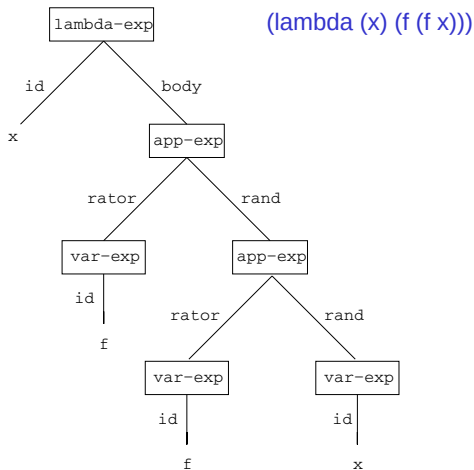 lambda-exp
(lambda (x) (f (f x)))
id
body
x
app-exp
rator
rand
var-exp
app-exp
id
rator
rand
f
var-exp
var-exp
id
id
f
x